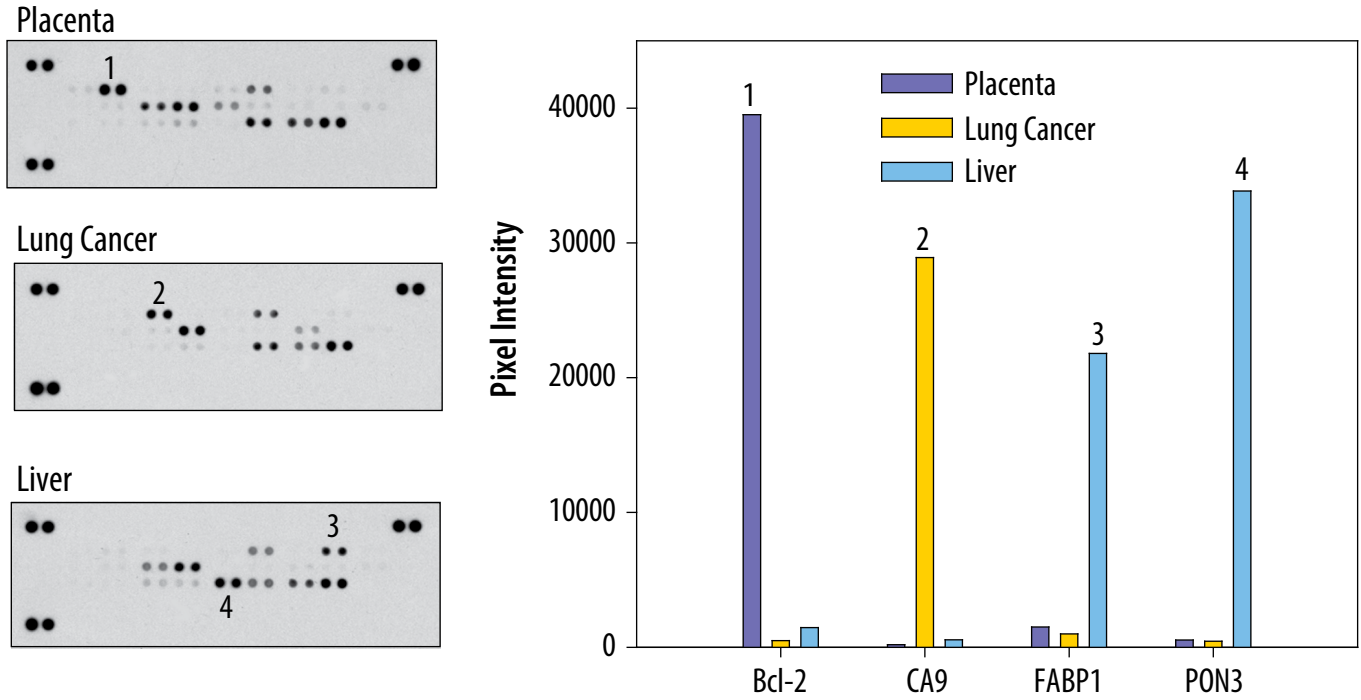 Placenta
1
Lung Cancer
2
Liver
3
4
Pixel Intensity
40000
30000
20000
10000
0
Placenta
Lung Cancer
Liver
1
2
3
4
Bcl-2
CA9
FABP1
PON3